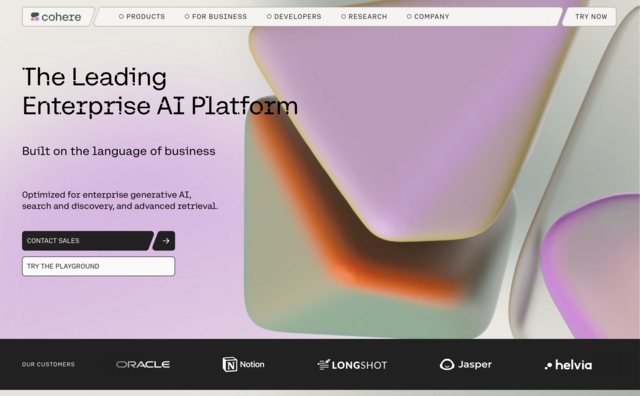 cohere
PRODUCTS
FOR BUSINESS
DEVELOPERS
RESEARCH
COMPANY
TRY NOW
The Leading
Enterprise AI Platform
Built on the language of business
Optimized for enterprise generative AI,
search and discovery, and advanced retrieval.
CONTACT SALES
TRY THE PLAYGROUND
OUR CUSTOMERS
ORACLE
Notion
LONGSHOT
Jasper
helvia